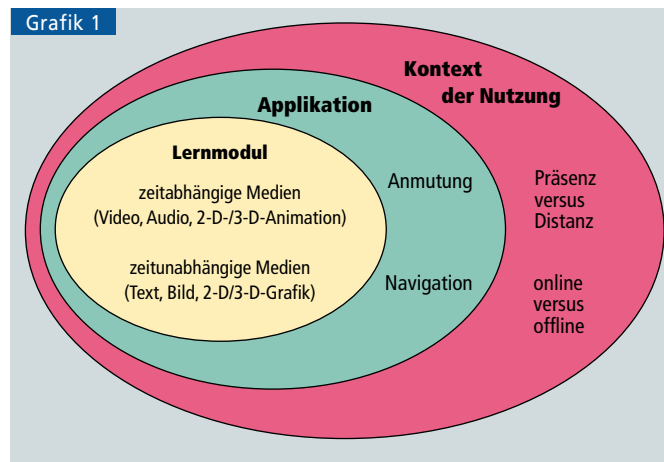 Grafik 1
Kontext
der Nutzung
Applikation
Lernmodul
zeitabhängige Medien
(Video, Audio, 2-D-/3-D-Animation)
zeitunabhängige Medien
(Text, Bild, 2-D/3-D-Grafik)
Anmutung
Navigation
Präsenz
versus
Distanz
online
versus
offline